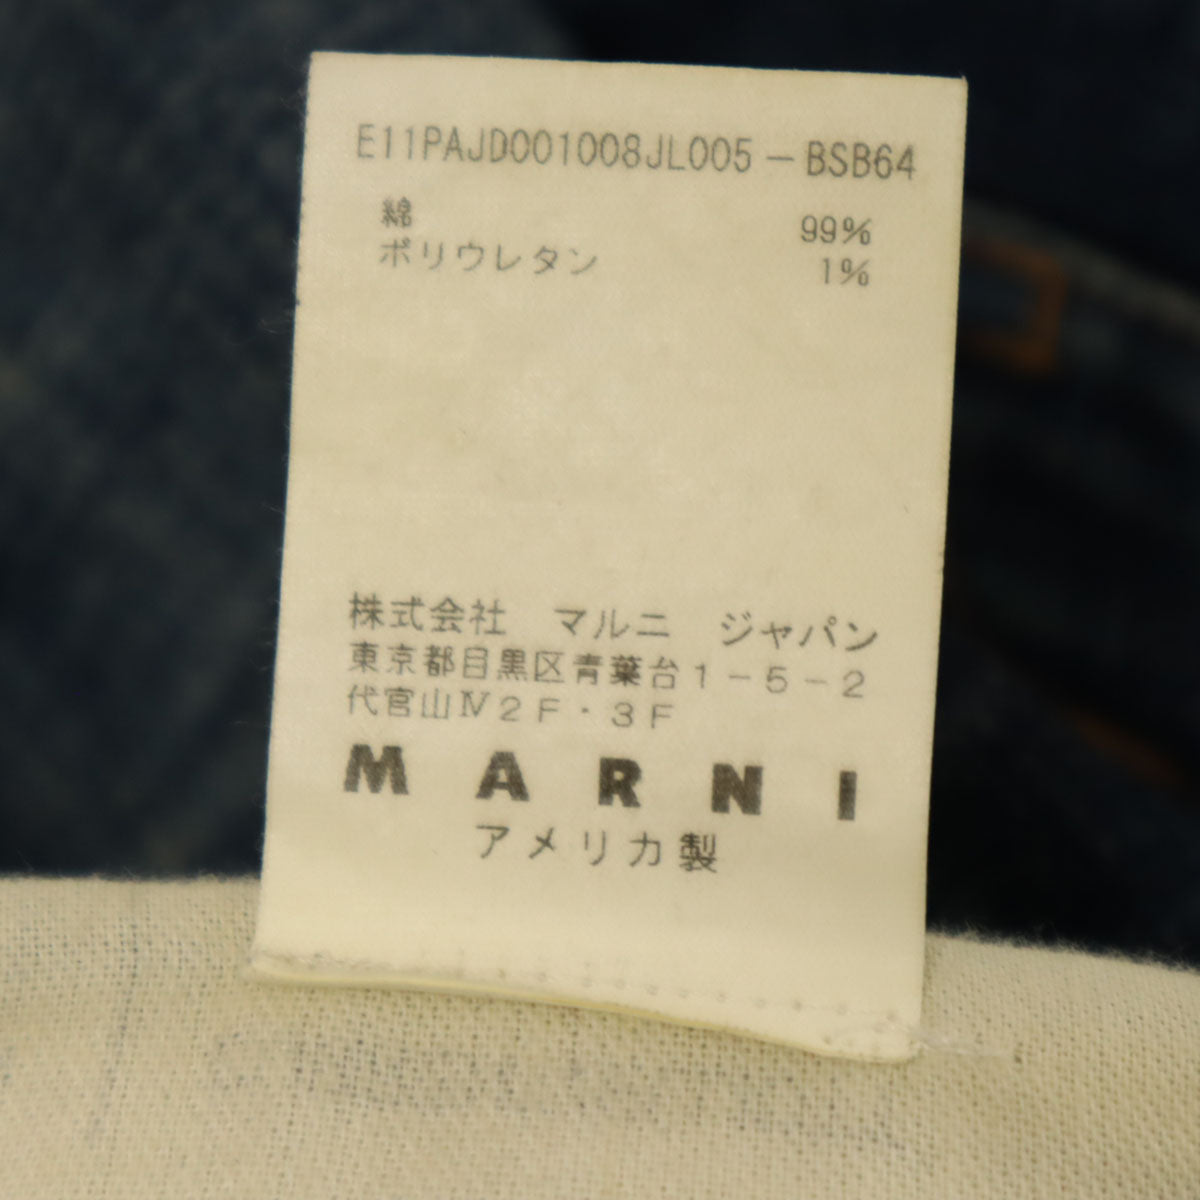 E11PAJD001008JL005-BSB64
綿 99%
ポリウレタン 1%
株式会社 マルニ ジャパン
東京都目黒区青葉台1-5-2
代官山Ⅳ2F・3F
MARNI
アメリカ製